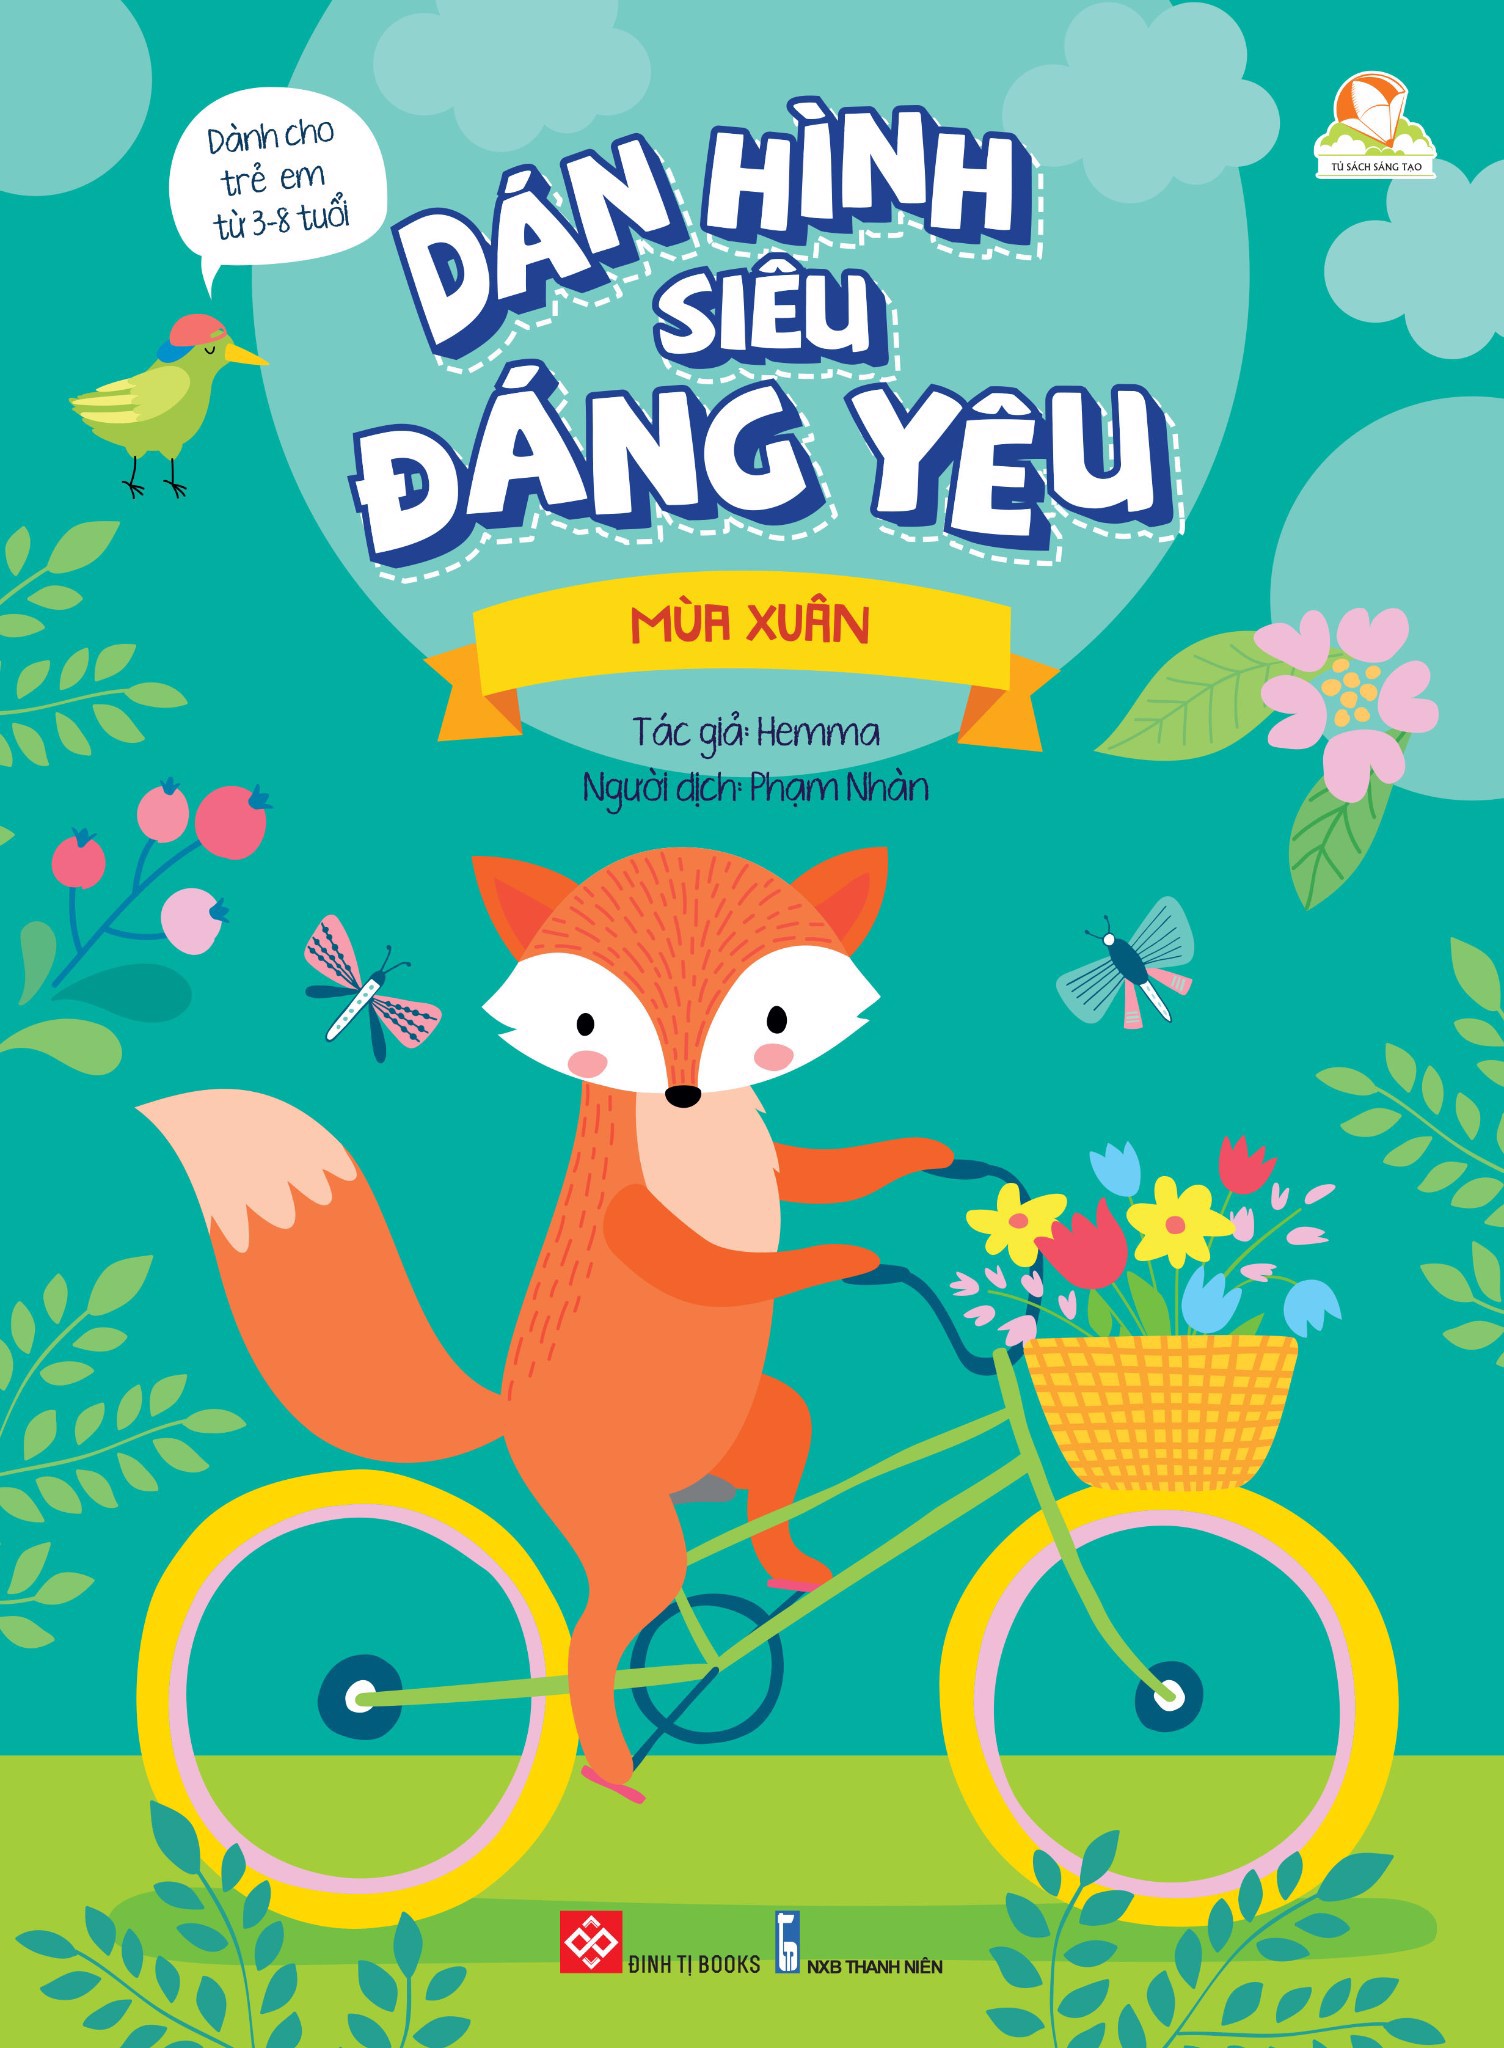 Dành cho
trẻ em
từ 3-8 tuổi
TỦ SÁCH SÁNG TẠO
DÁN HÌNH
SIÊU
ĐÁNG YÊU
MÙA XUÂN
Tác giả: Hemma
Người dịch: Phạm Nhàn
ĐINH TỊ BOOKS
NXB THANH NIÊN